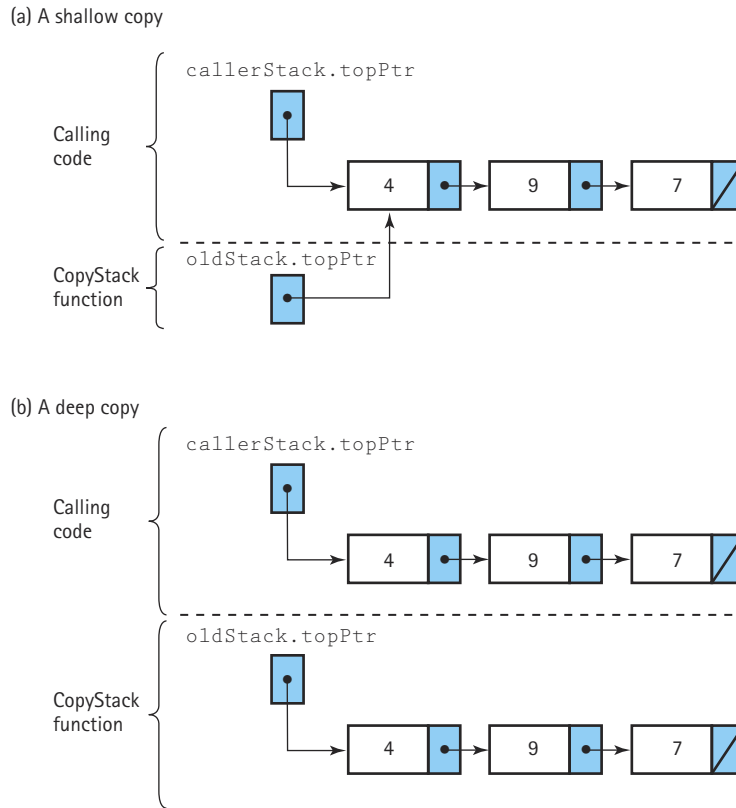 (a) A shallow copy
callerStack.topPtr
Calling
code
4 9 7
oldStack.topPtr
CopyStack
function
(b) A deep copy
callerStack.topPtr
Calling
code
4 9 7
oldStack.topPtr
CopyStack
function
4 9 7